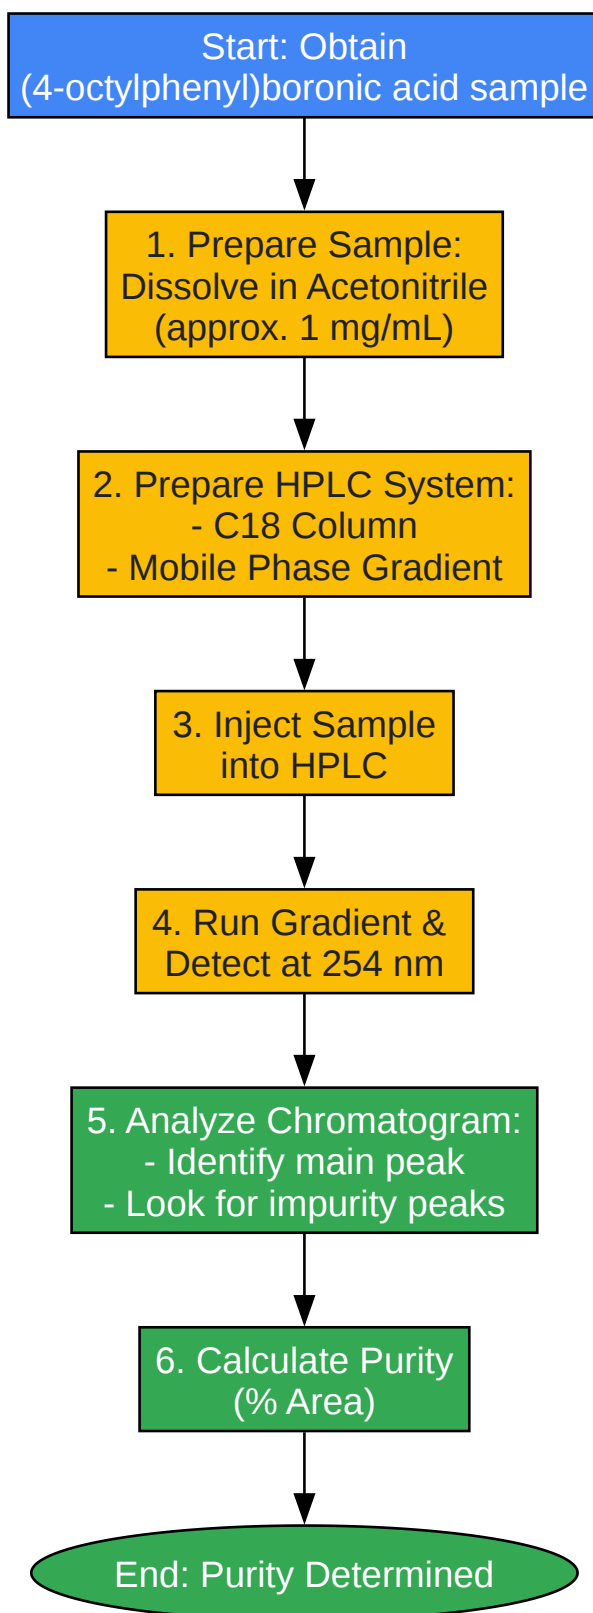 Start: Obtain
(4-octylphenyl)boronic acid sample
1. Prepare Sample:
Dissolve in Acetonitrile
(approx. 1 mg/mL)
2. Prepare HPLC System:
- C18 Column
- Mobile Phase Gradient
3. Inject Sample
into HPLC
4. Run Gradient &
Detect at 254 nm
5. Analyze Chromatogram:
- Identify main peak
- Look for impurity peaks
6. Calculate Purity
(% Area)
End: Purity Determined